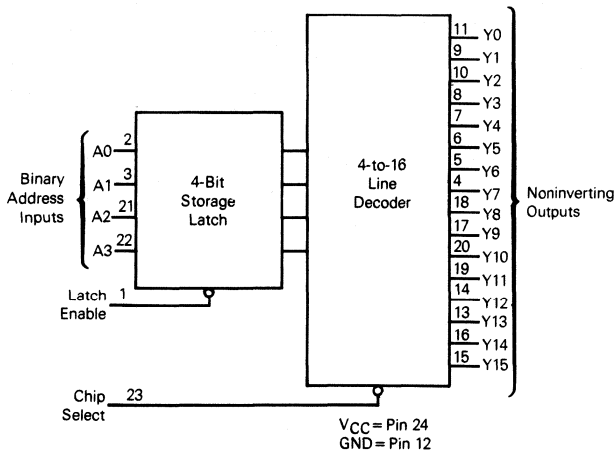 Binary
Address
Inputs
A0 2
A1 3
A2 21
A3 22
4-Bit
Storage
Latch
Latch
Enable
1
Chip
Select
23
4-to-16
Line
Decoder
11 Y0
9 Y1
10 Y2
8 Y3
7 Y4
6 Y5
5 Y6
4 Y7
18 Y8
17 Y9
20 Y10
19 Y11
14 Y12
13 Y13
16 Y14
15 Y15
Noninverting
Outputs
VCC = Pin 24
GND = Pin 12